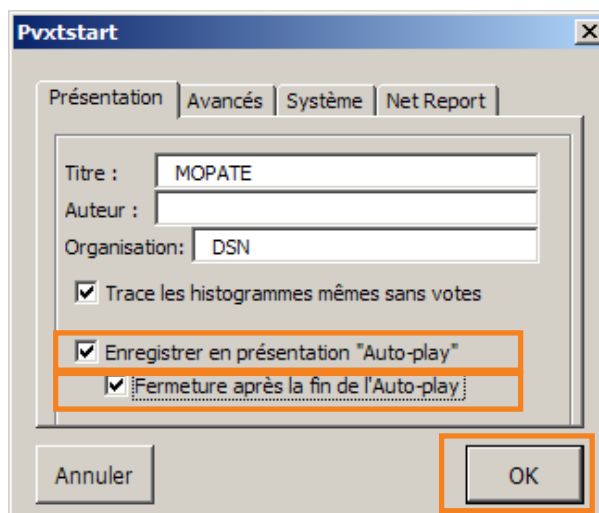 Pvxtstart
Présentation Avancés Système Net Report
Titre : MOPATE
Auteur :
Organisation: DSN
Trace les histogrammes mêmes sans votes
Enregistrer en présentation "Auto-play"
Fermeture après la fin de l'Auto-play
Annuler OK